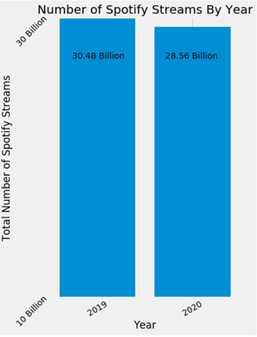 Number of Spotify Streams By Year
30 Billion
30.48 Billion
28.56 Billion
Total Number of Spotify Streams
10 Billion
2019
2020
Year